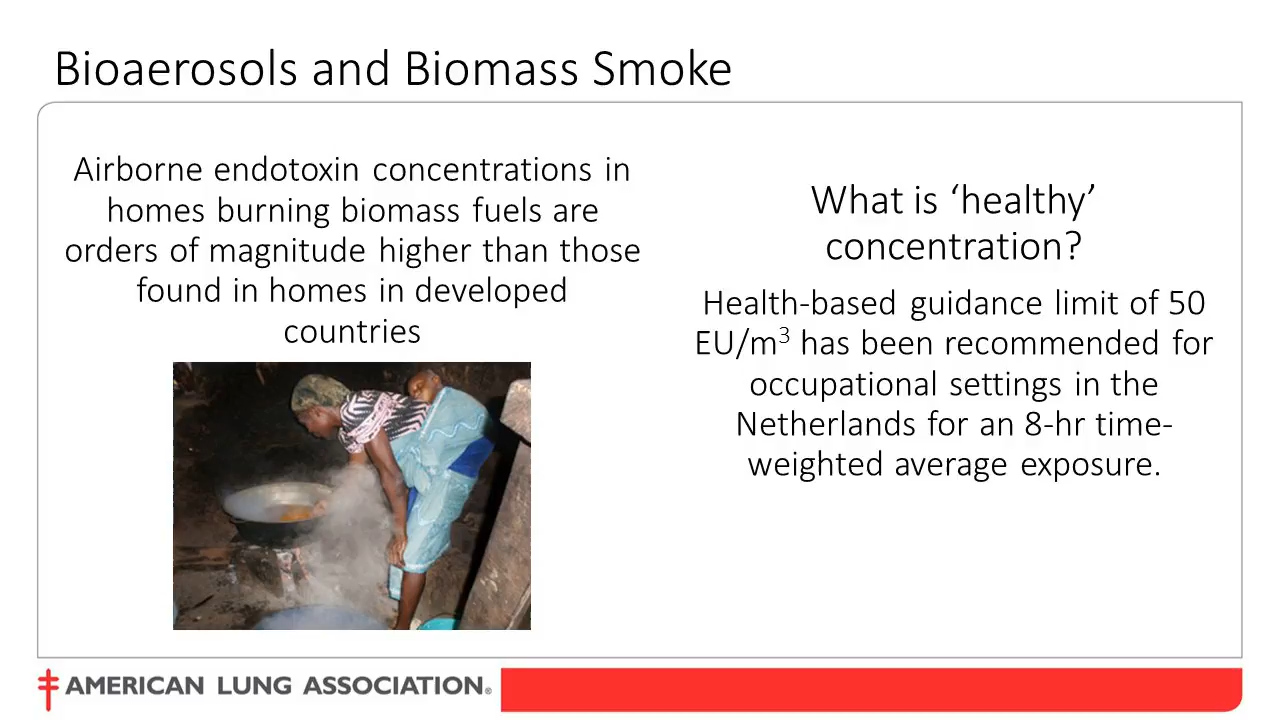 Bioaerosols and Biomass Smoke
Airborne endotoxin concentrations in
homes burning biomass fuels are
orders of magnitude higher than those
found in homes in developed
countries
What is ‘healthy’
concentration?
Health-based guidance limit of 50
EU/m³ has been recommended for
occupational settings in the
Netherlands for an 8-hr time-
weighted average exposure.
AMERICAN LUNG ASSOCIATION®